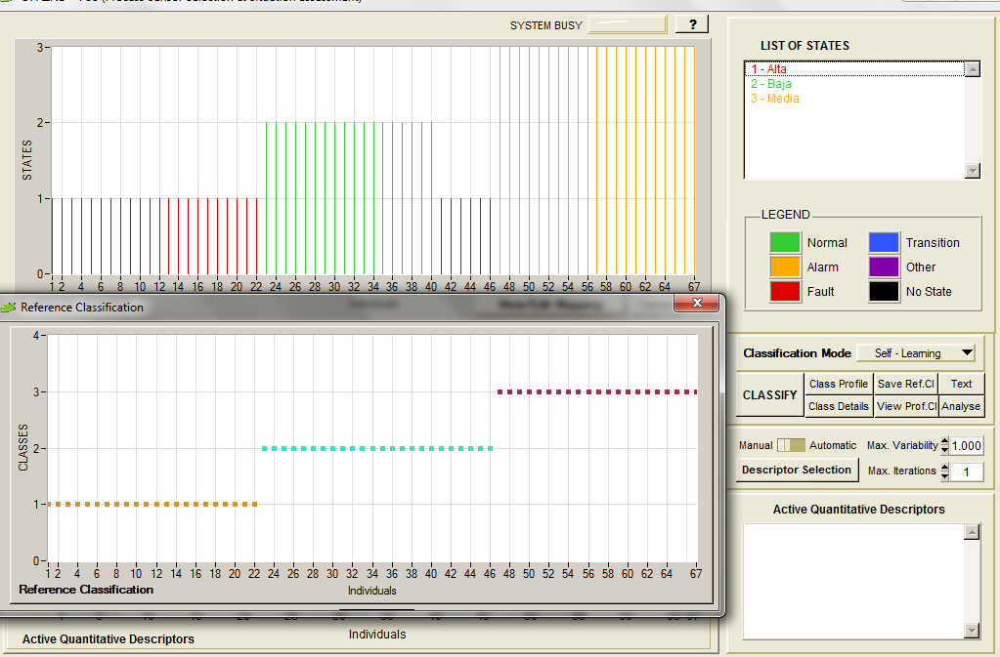 SYSTEM BUSY
?
LIST OF STATES
1 - Alta
2 - Baja
3 - Media
LEGEND
Normal
Transition
Alarm
Other
Fault
No State
STATES
3
2
1
0
1 2 4 6 8 10 12 14 16 18 20 22 24 26 28 30 32 34 36 38 40 42 44 46 48 50 52 54 56 58 60 62 64 67
Reference Classification
X
CLASSES
4
3
2
1
0
1 2 4 6 8 10 12 14 16 18 20 22 24 26 28 30 32 34 36 38 40 42 44 46 48 50 52 54 56 58 60 62 64 67
Reference Classification
Individuals
Individuals
Active Quantitative Descriptors
Classification Mode
Self - Learning
CLASSIFY
Class Profile
Save Ref.Cl
Text
Class Details
View Prof.Cl
Analyse
Manual
Automatic
Max. Variability
1.000
Descriptor Selection
Max. Iterations
1
Active Quantitative Descriptors